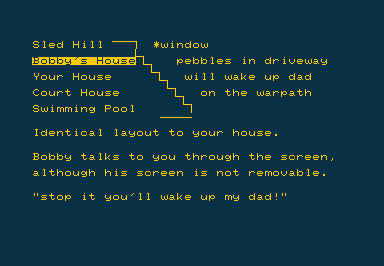 Sled Hill *window
Bobby's House pebbles in driveway
Your House will wake up dad
Court House on the warpath
Swimming Pool
Identical layout to your house.
Bobby talks to you through the screen,
although his screen is not removable.
"stop it you'll wake up my dad!"